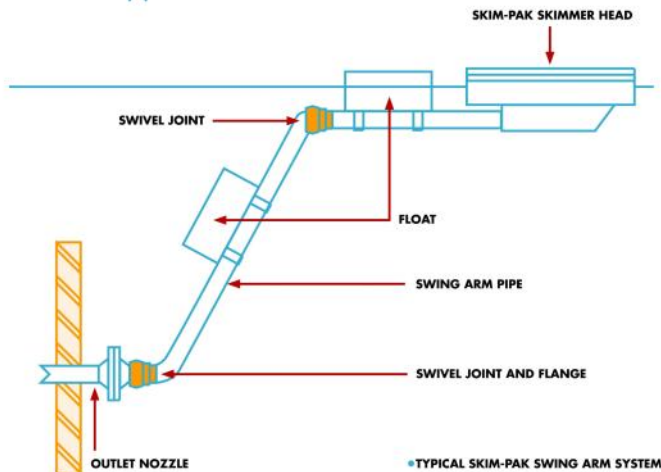 SKIM-PAK SKIMMER HEAD
SWIVEL JOINT
FLOAT
SWING ARM PIPE
SWIVEL JOINT AND FLANGE
OUTLET NOZZLE
•TYPICAL SKIM-PAK SWING ARM SYSTEM